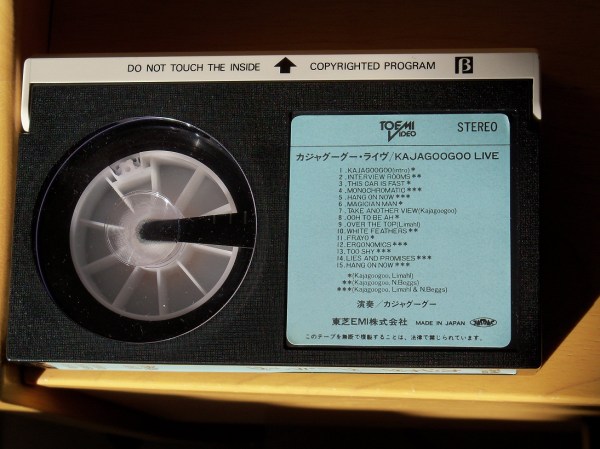 DO NOT TOUCH THE INSIDE ↑ COPYRIGHTED PROGRAM β
TOEMI VIDEO STEREO
カジャグーグー・ライヴ/KAJAGOOGOO LIVE
1. KAJAGOOGOO(intro)*
2. INTERVIEW ROOMS**
3. THIS CAR IS FAST*
4. MONOCHROMATIC***
5. HANG ON NOW***
6. MAGICIAN MAN*
7. TAKE ANOTHER VIEW(Kajagoogoo)
8. OOH TO BE AH*
9. OVER THE TOP(Limahl)
10. WHITE FEATHERS**
11. FRAYO*
12. ERGONOMICS***
13. TOO SHY***
14. LIES AND PROMISES***
15. HANG ON NOW***
*(Kajagoogoo, Limahl)
**(Kajagoogoo, N.Beggs)
***(Kajagoogoo, Limahl & N.Beggs)
演奏/カジャグーグー
東芝EMI株式会社 MADE IN JAPAN
このテープを無断で複製することは、法律で禁じられています。